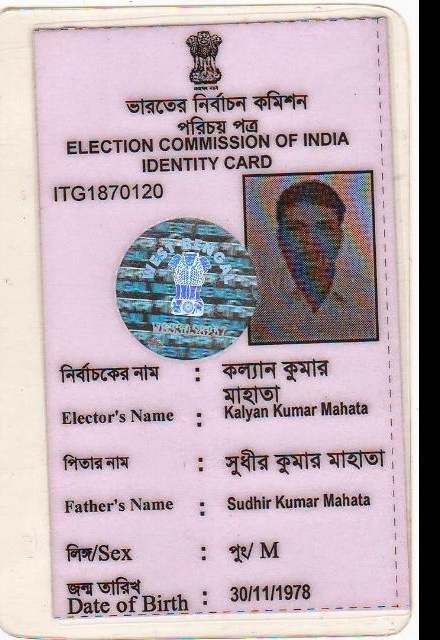 ভারতের নির্বাচন কমিশন
পরিচয় পত্র
ELECTION COMMISSION OF INDIA
IDENTITY CARD
ITG1870120
WEST BENGAL
নির্বাচকের নাম : কল্যান কুমার
মাহাতা
Elector's Name : Kalyan Kumar Mahata
পিতার নাম : সুধীর কুমার মাহাতা
Father's Name : Sudhir Kumar Mahata
লিঙ্গ/Sex : পুং/ M
জন্ম তারিখ
Date of Birth : 30/11/1978